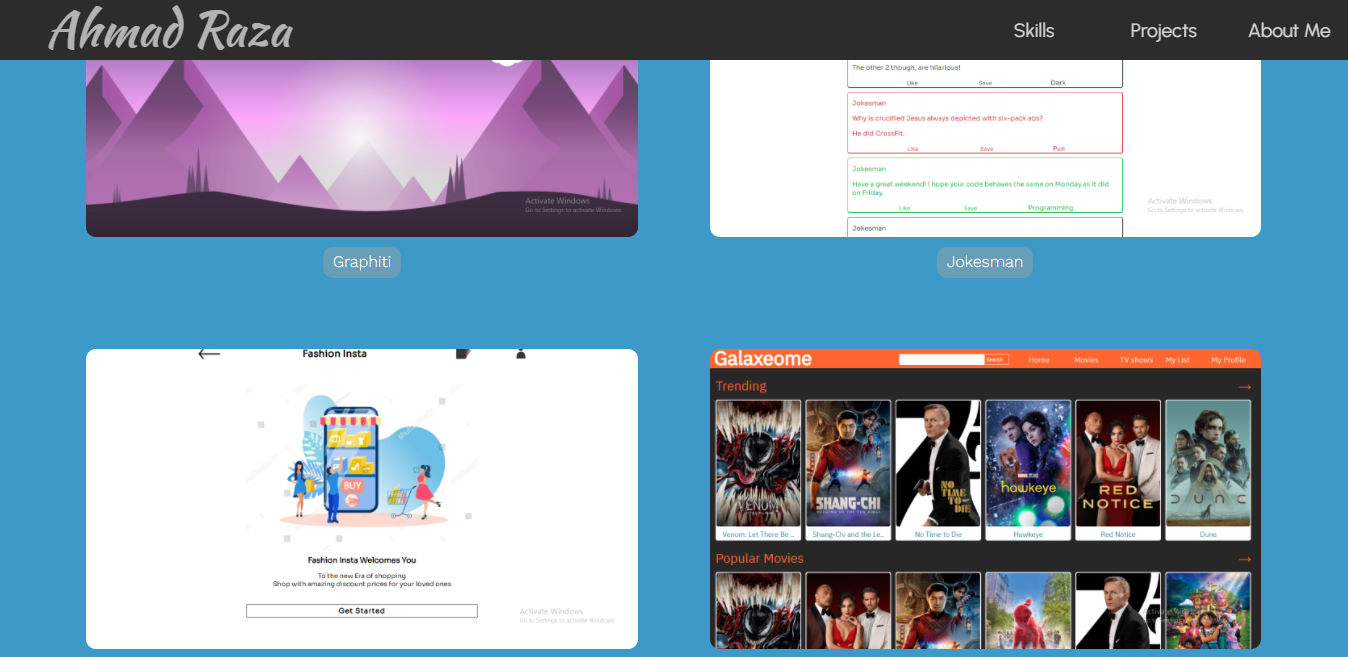 Ahmad Raza
Skills
Projects
About Me
Activate Windows
Go to Settings to activate Windows.
Graphiti
The other 2 though, are hilarious!
Like Save Dark
Jokesman
Why is crucified Jesus always depicted with six-pack abs?
He did CrossFit.
Like Save Pun
Jokesman
Have a great weekend! I hope your code behaves the same on Monday as it did
on Friday.
Like Save Programming
Jokesman
Activate Windows
Go to Settings to activate Windows.
Jokesman
Fashion Insta
BUY
Fashion Insta Welcomes You
To the new Era of shopping
Shop with amazing discount prices for your loved ones.
Get Started
Activate Windows
Go to Settings to activate Windows.
Galaxeome
Search
Home
Movies
TV shows
My List
My Profile
Trending →
VENOM
SHANG-CHI
NO TIME TO DIE
hawkeye
RED NOTICE
DUNC
Venom: Let There Be ...
Shang-Chi and the Le...
No Time to Die
Hawkeye
Red Notice
Dune
Popular Movies →